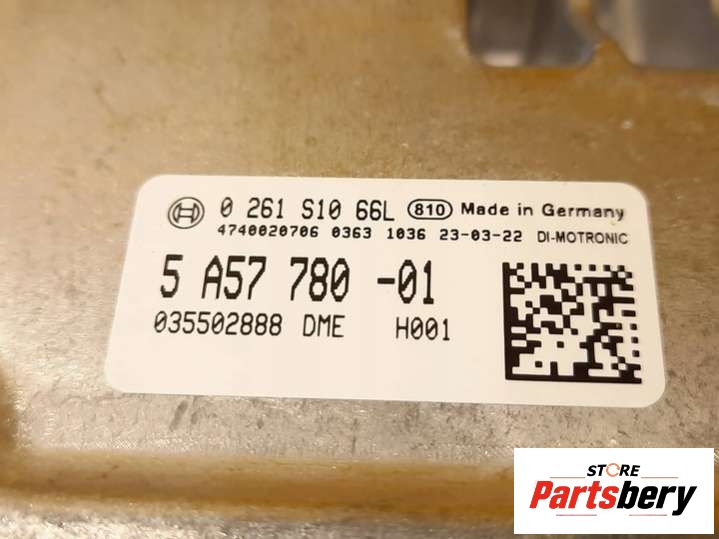 0 261 S10 66L 810 Made in Germany
4740020706 0363 1036 23-03-22 DI-MOTRONIC
5 A57 780 -01
035502888 DME H001
STORE
Partsbery